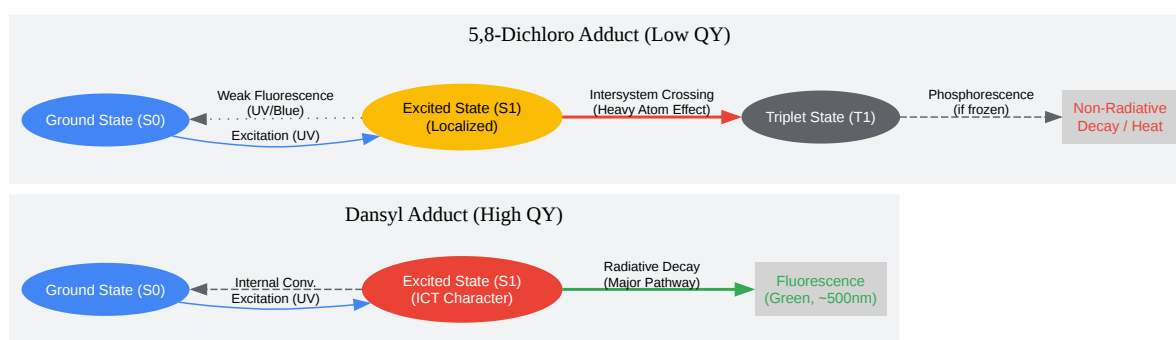 5,8-Dichloro Adduct (Low QY)
Ground State (S0)
Weak Fluorescence
(UV/Blue)
Excitation (UV)
Excited State (S1)
(Localized)
Intersystem Crossing
(Heavy Atom Effect)
Triplet State (T1)
Phosphorescence
(if frozen)
Non-Radiative
Decay / Heat
Dansyl Adduct (High QY)
Ground State (S0)
Internal Conv.
Excitation (UV)
Excited State (S1)
(ICT Character)
Radiative Decay
(Major Pathway)
Fluorescence
(Green, ~500nm)